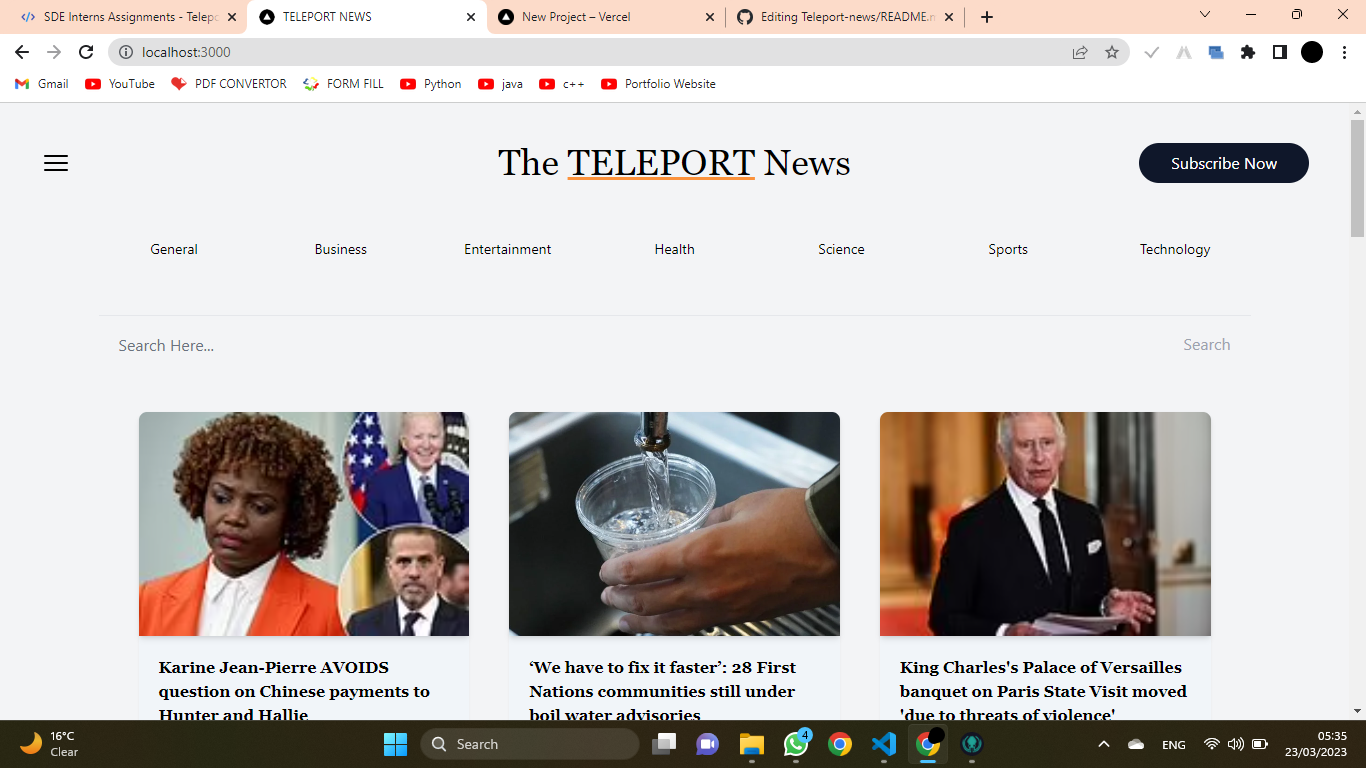 SDE Interns Assignments - Telepo
TELEPORT NEWS
New Project – Vercel
Editing Teleport-news/README.m
localhost:3000
Gmail
YouTube
PDF CONVERTOR
FORM FILL
Python
java
c++
Portfolio Website
The TELEPORT News
Subscribe Now
General
Business
Entertainment
Health
Science
Sports
Technology
Search Here...
Search
Karine Jean-Pierre AVOIDS
question on Chinese payments to
Hunter and Hallie
‘We have to fix it faster’: 28 First
Nations communities still under
boil water advisories
King Charles's Palace of Versailles
banquet on Paris State Visit moved
'due to threats of violence'
16°C
Clear
Search
4
ENG
05:35
23/03/2023